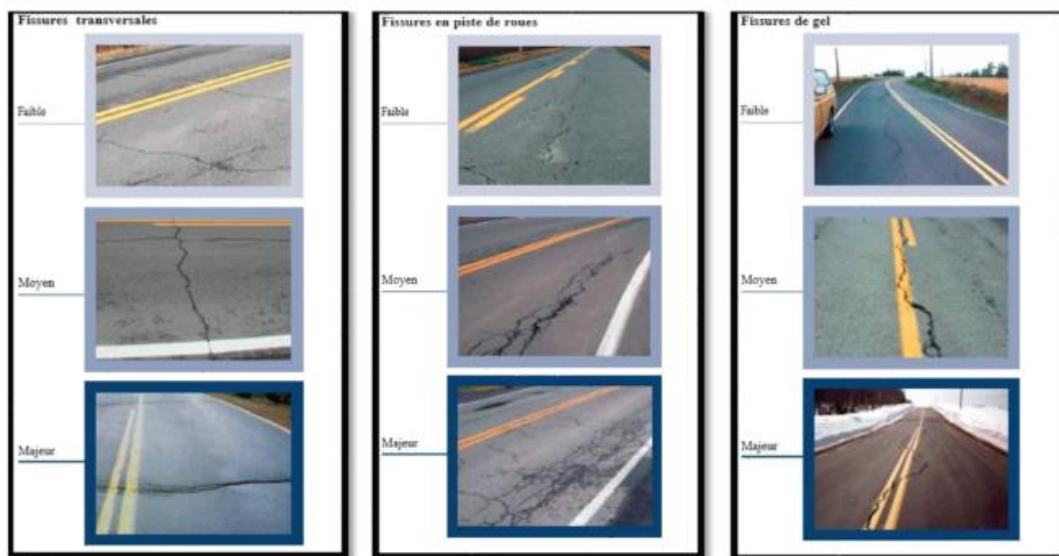 Fissures transversales
Faible
Moyen
Majeur
Fissures en piste de roues
Faible
Moyen
Majeur
Fissures de gel
Faible
Moyen
Majeur